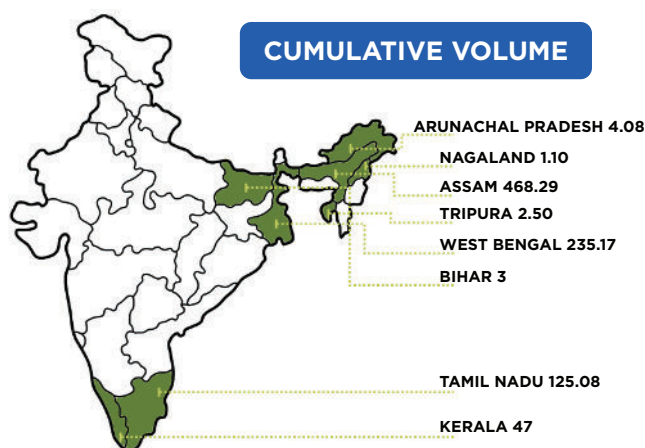 CUMULATIVE VOLUME
ARUNACHAL PRADESH 4.08
NAGALAND 1.10
ASSAM 468.29
TRIPURA 2.50
WEST BENGAL 235.17
BIHAR 3
TAMIL NADU 125.08
KERALA 47